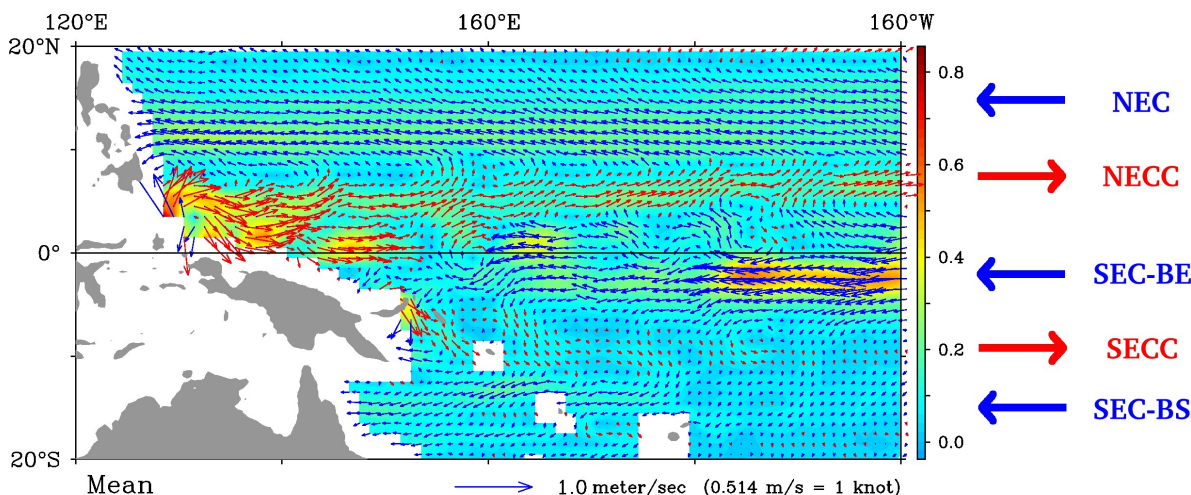 120°E 160°E 160°W
20°N
0°
20°S
0.8
0.6
0.4
0.2
0.0
NEC
NECC
SEC-BE
SECC
SEC-BS
Mean
1.0 meter/sec (0.514 m/s = 1 knot)